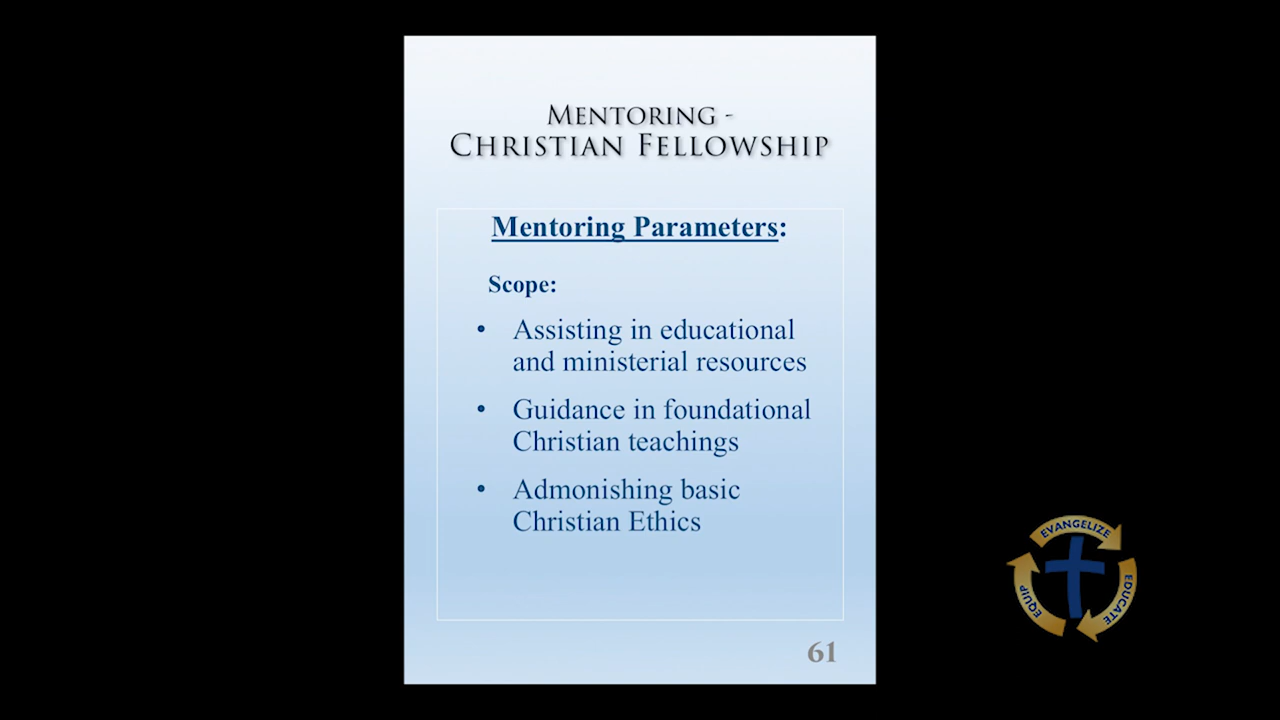 MENTORING -
CHRISTIAN FELLOWSHIP
Mentoring Parameters:
Scope:
• Assisting in educational
and ministerial resources
• Guidance in foundational
Christian teachings
• Admonishing basic
Christian Ethics
61
EVANGELIZE
EDUCATE
EQUIP